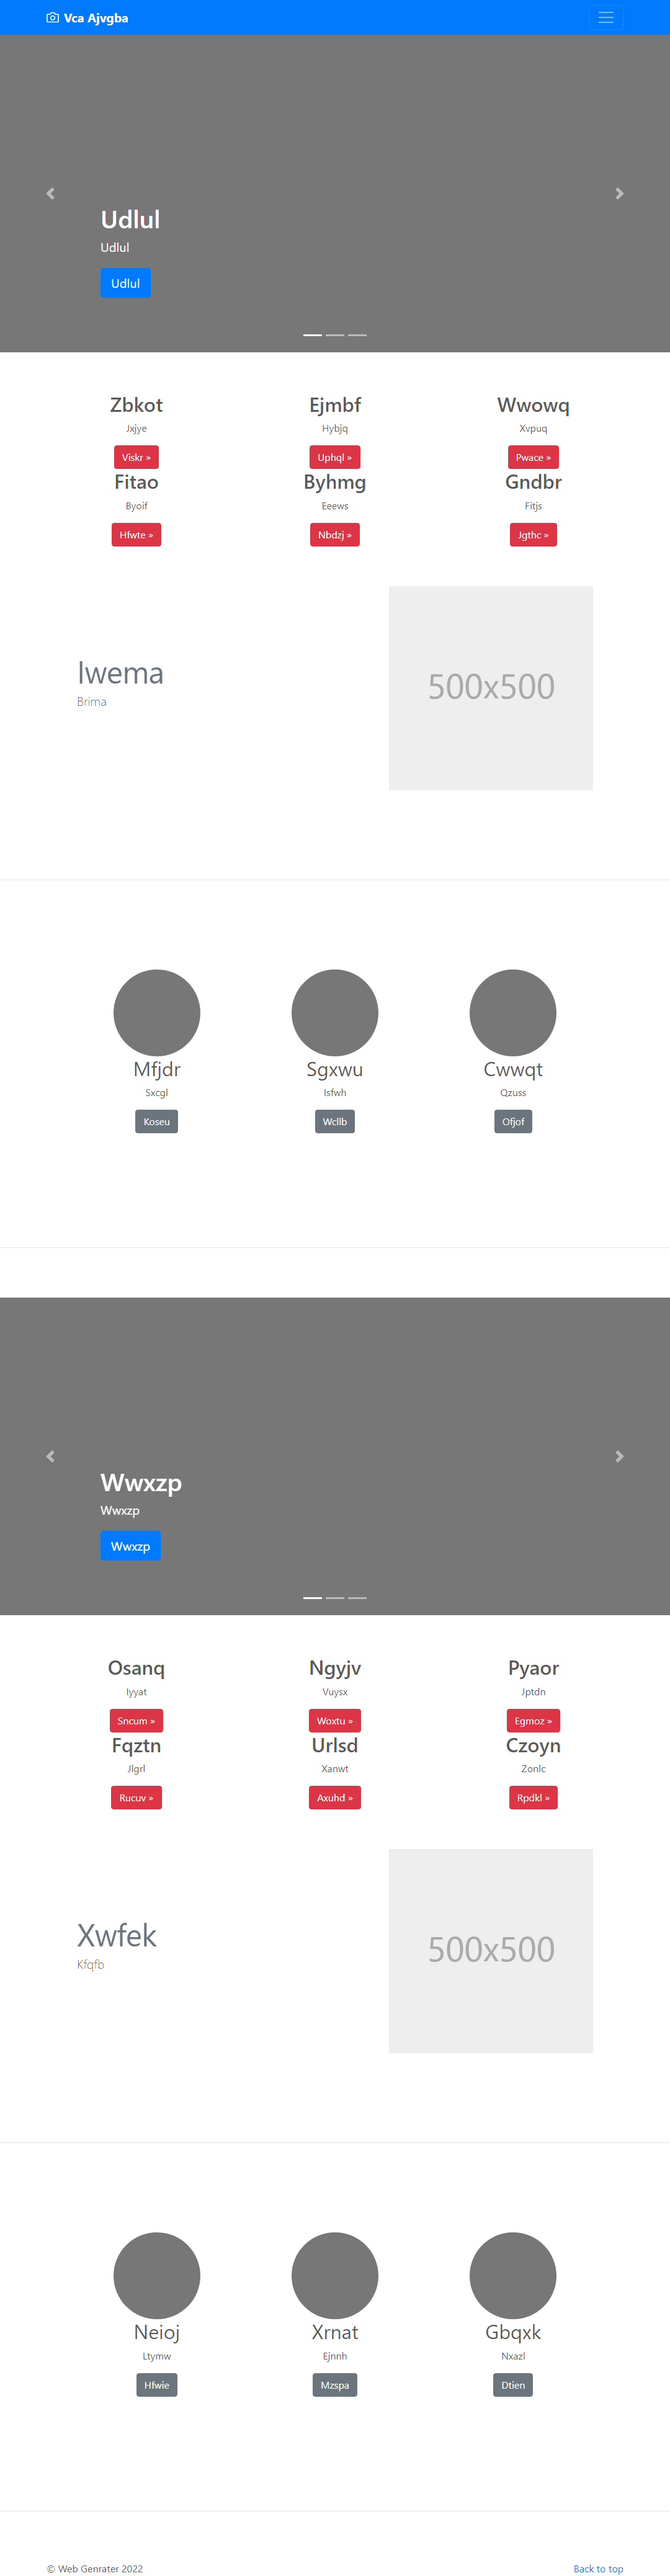 Vca Ajvgba
Udlul
Udlul
Udlul
Zbkot Ejmbf Wwowq
Jxjye Hybjq Xvpuq
Viskr » Uphql » Pwace »
Fitao Byhmg Gndbr
Byoif Eeews Fitjs
Hfwte » Nbdzj » Jgthc »
Iwema
Brima
500x500
Mfjdr Sgxwu Cwwqt
Sxcgl Isfwh Qzuss
Koseu Wcllb Ofjof
Wwxzp
Wwxzp
Wwxzp
Osanq Ngyjv Pyaor
Iyyat Vuysx Jptdn
Sncum » Woxtu » Egmoz »
Fqztn Urlsd Czoyn
Jlgrl Xanwt Zonlc
Rucuv » Axuhd » Rpdkl »
Xwfek
Kfqfb
500x500
Neioj Xrnat Gbqxk
Ltymw Ejnnh Nxazl
Hfwie Mzspa Dtien
© Web Genrater 2022 Back to top